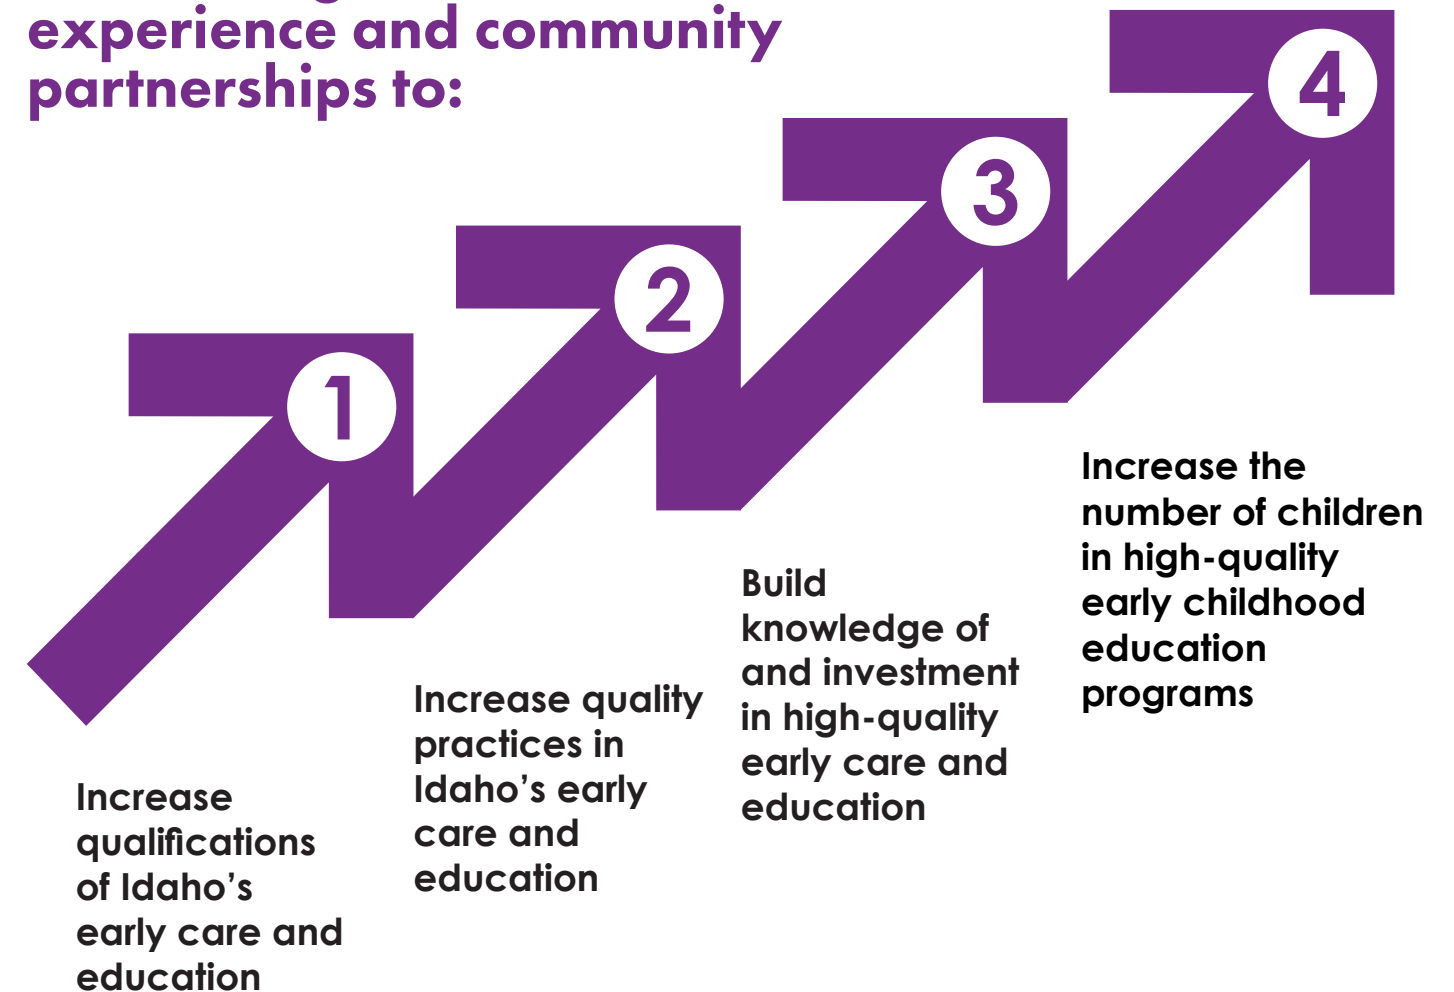 experience and community
partnerships to:
1
Increase
qualifications
of Idaho’s
early care and
education
2
Increase quality
practices in
Idaho’s early
care and
education
3
Build
knowledge of
and investment
in high-quality
early care and
education
4
Increase the
number of children
in high-quality
early childhood
education
programs